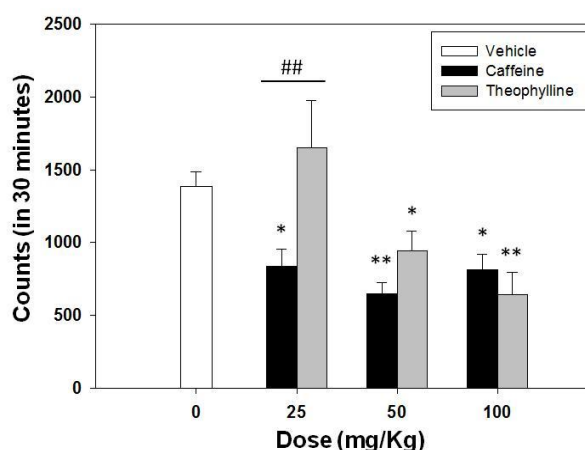 2500
2000
1500
1000
500
0
Counts (in 30 minutes)
Vehicle
Caffeine
Theophylline
##
*
**
*
*
**
0 25 50 100
Dose (mg/Kg)